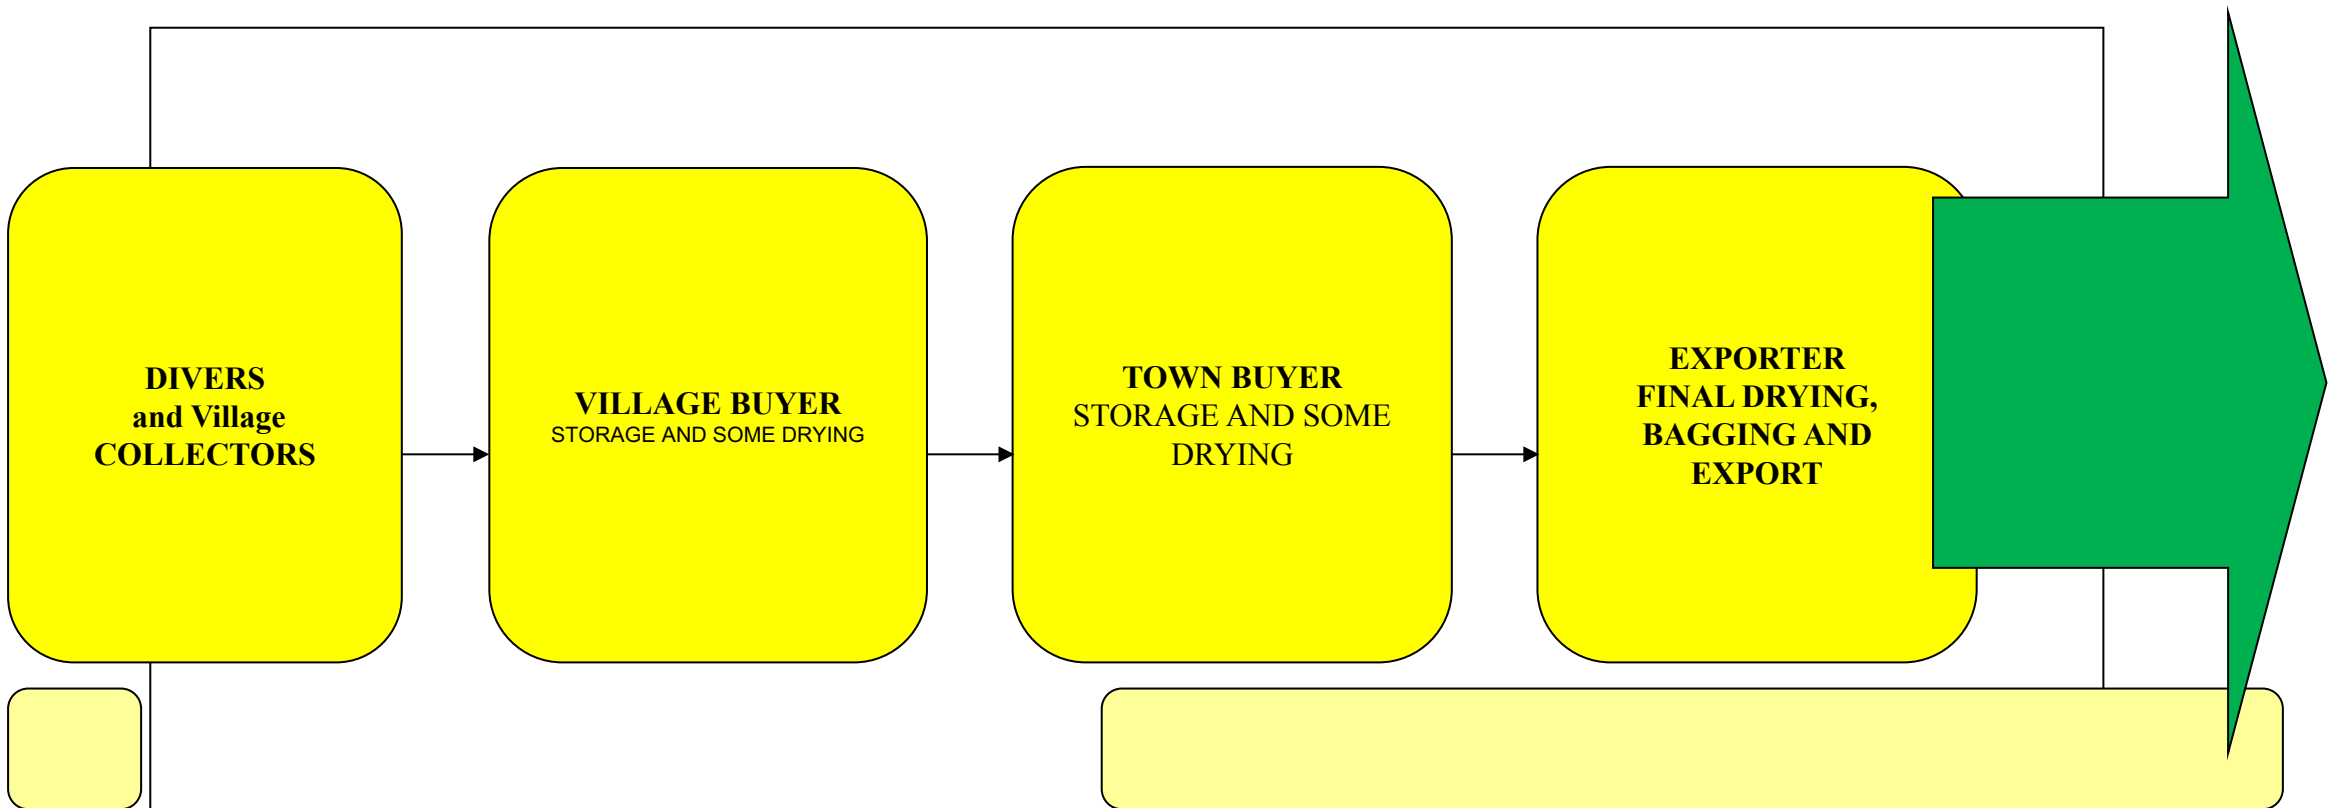 DIVERS
and Village
COLLECTORS
VILLAGE BUYER
STORAGE AND SOME DRYING
TOWN BUYER
STORAGE AND SOME
DRYING
EXPORTER
FINAL DRYING,
BAGGING AND
EXPORT